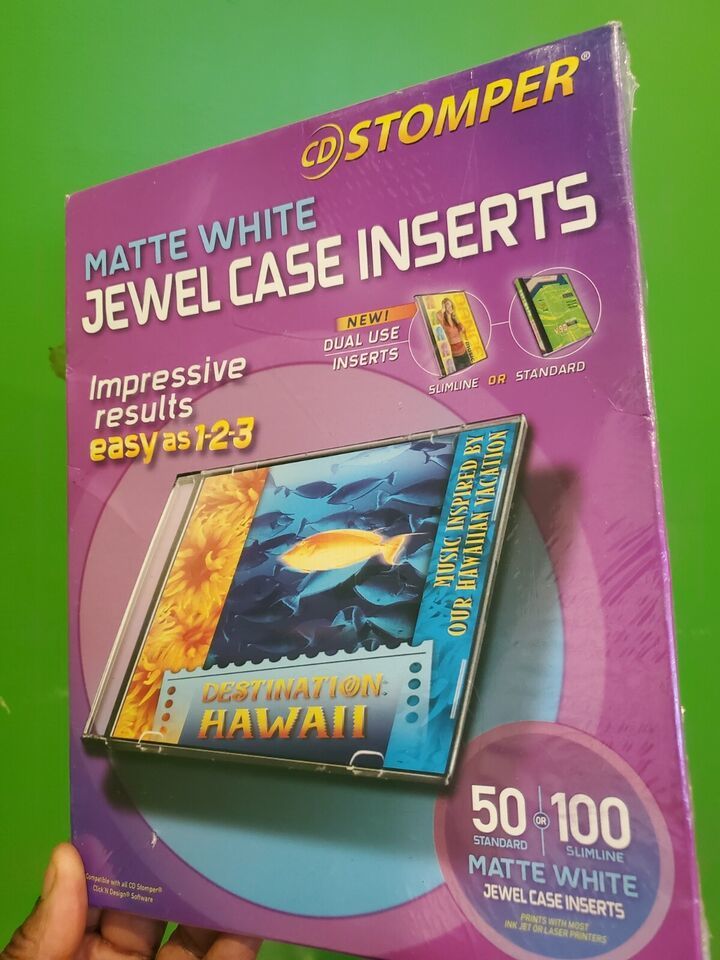 CD STOMPER®
MATTE WHITE
JEWEL CASE INSERTS
NEW!
DUAL USE
INSERTS
SLIMLINE OR STANDARD
Impressive
results
easy as 1-2-3
MUSIC INSPIRED BY
OUR HAWAIIAN VACATION
DESTINATION:
HAWAII
50 OR 100
STANDARD SLIMLINE
MATTE WHITE
JEWEL CASE INSERTS
PRINTS WITH MOST
INK JET OR LASER PRINTERS
Compatible with all CD Stomper®
Click'N Design® Software